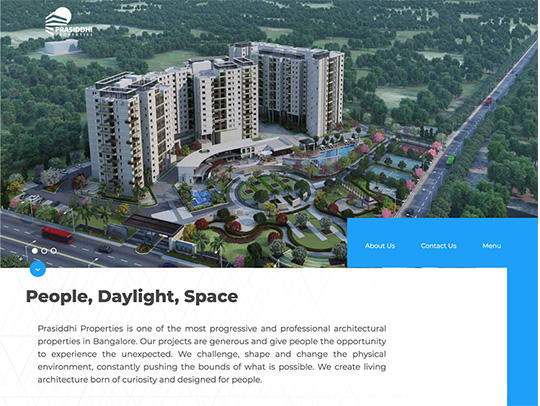 PRASIDDHI
PROPERTIES
About Us Contact Us Menu
People, Daylight, Space
Prasiddhi Properties is one of the most progressive and professional architectural
properties in Bangalore. Our projects are generous and give people the opportunity
to experience the unexpected. We challenge, shape and change the physical
environment, constantly pushing the bounds of what is possible. We create living
architecture born of curiosity and designed for people.